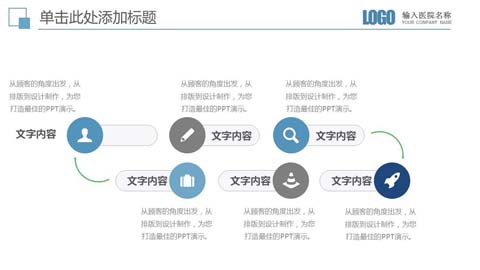 单击此处添加标题
LOGO
输入医院名称
YOUR COMPANY NAME
从顾客的角度出发，从
排版到设计制作，为您
打造最佳的PPT演示。
从顾客的角度出发，从
排版到设计制作，为您
打造最佳的PPT演示。
从顾客的角度出发，从
排版到设计制作，为您
打造最佳的PPT演示。
文字内容
文字内容
文字内容
文字内容
文字内容
文字内容
从顾客的角度出发，从
排版到设计制作，为您
打造最佳的PPT演示。
从顾客的角度出发，从
排版到设计制作，为您
打造最佳的PPT演示。
从顾客的角度出发，从
排版到设计制作，为您
打造最佳的PPT演示。